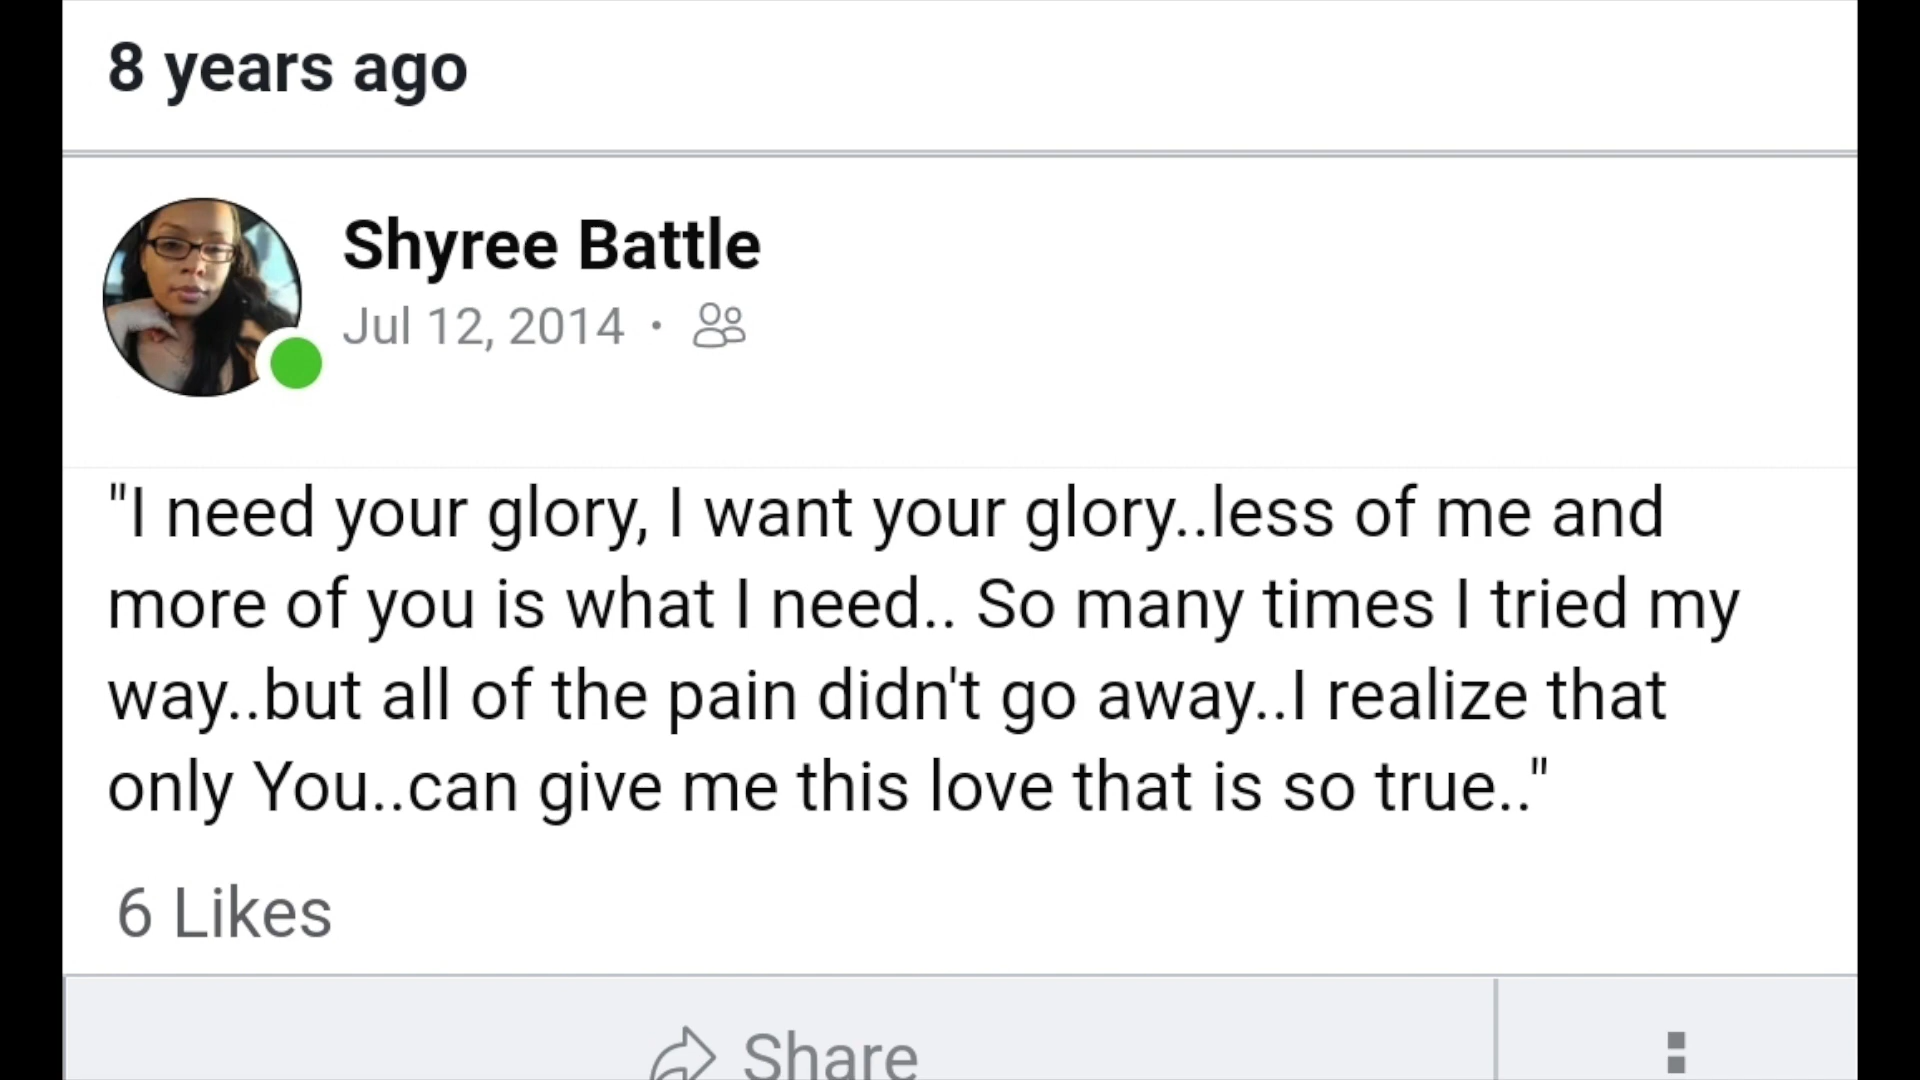 8 years ago
Shyree Battle
Jul 12, 2014 •
"I need your glory, I want your glory..less of me and
more of you is what I need.. So many times I tried my
way..but all of the pain didn't go away..I realize that
only You..can give me this love that is so true.."
6 Likes
Share